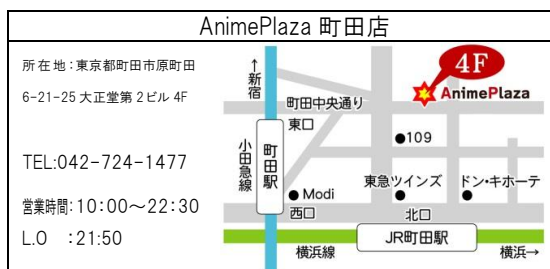 AnimePlaza 町田店
所在地：東京都町田市原町田
6-21-25 大正堂第2ビル 4F
TEL:042-724-1477
営業時間：10：00～22：30
L.O ：21:50
↑新宿
4F
AnimePlaza
町田中央通り
東口
●109
小田急線
町田駅
東急ツインズ
ドン・キホーテ
Modi
西口
北口
JR町田駅
横浜線
横浜→